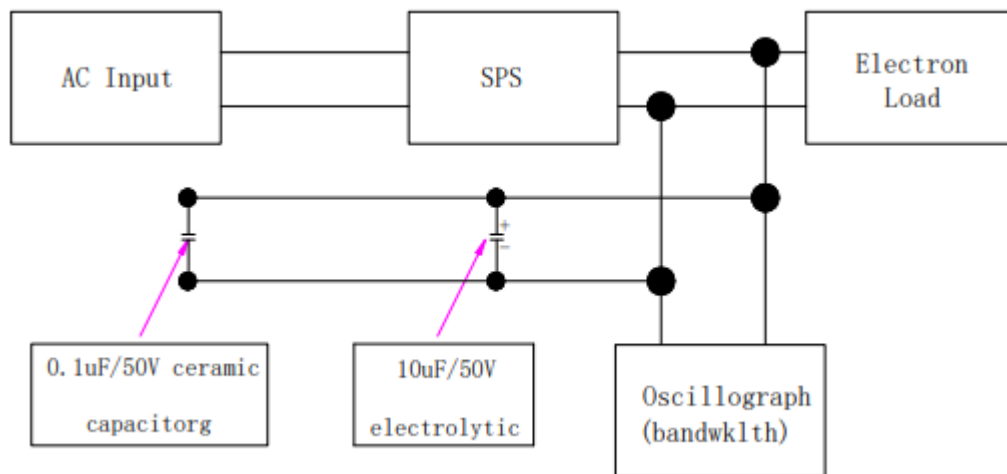 AC Input
SPS
Electron
Load
+
-
0.1uF/50V ceramic
capacitorg
10uF/50V
electrolytic
Oscillograph
(bandwklth)